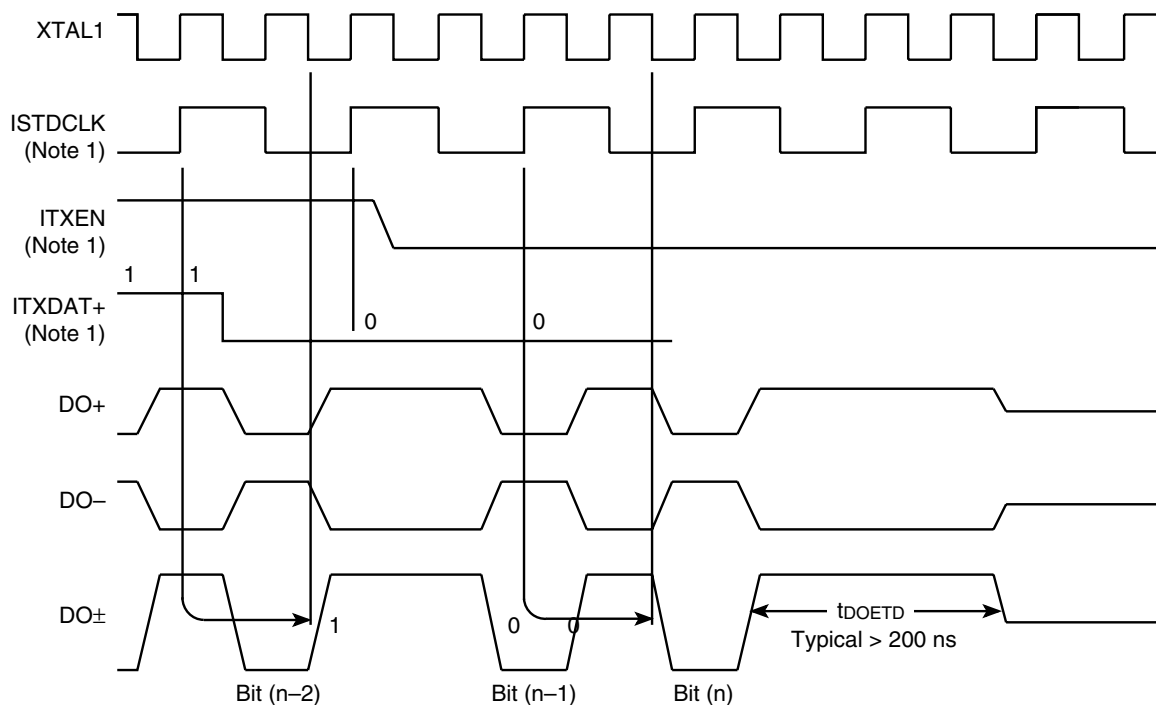 XTAL1
ISTDCLK
(Note 1)
ITXEN
(Note 1)
1 1
ITXDAT+
(Note 1)
0 0
DO+
DO–
DO±
1 0 0
tDOETD
Typical > 200 ns
Bit (n–2) Bit (n–1) Bit (n)